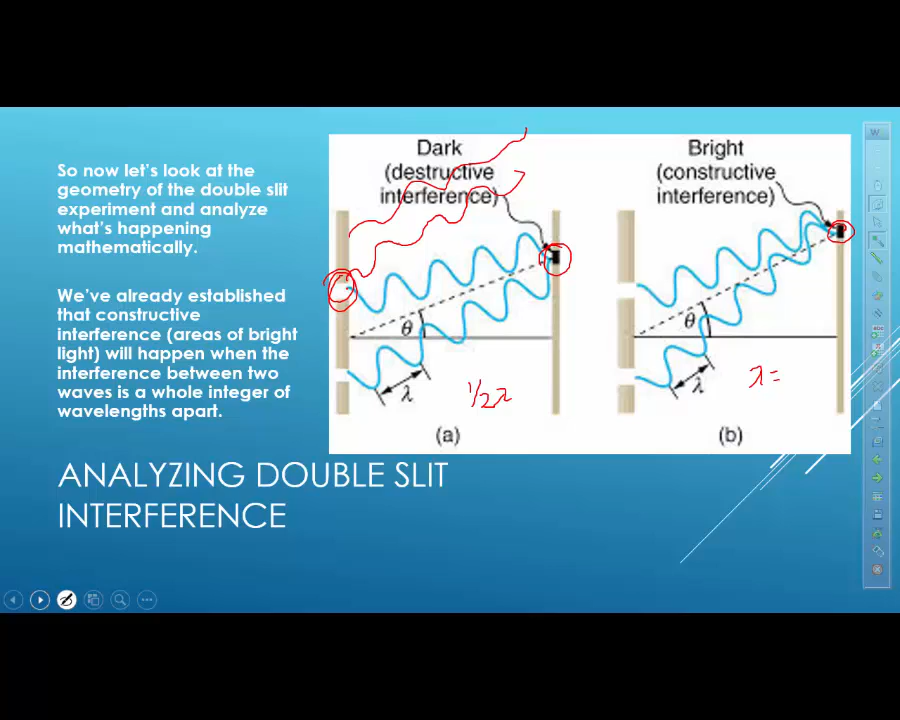 So now let's look at the
geometry of the double slit
experiment and analyze
what's happening
mathematically.
We've already established
that constructive
interference (areas of bright
light) will happen when the
interference between two
waves is a whole integer of
wavelengths apart.
Dark
(destructive
interference)
θ
λ
1/2λ
(a)
Bright
(constructive
interference)
θ
λ
λ=
(b)
ANALYZING DOUBLE SLIT
INTERFERENCE
W